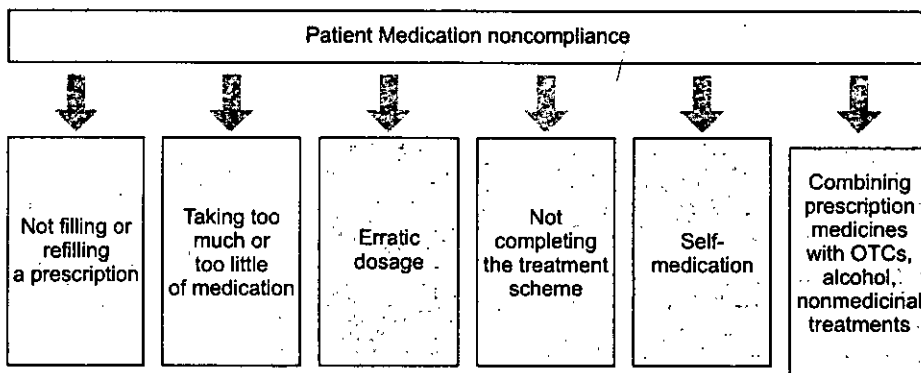 Patient Medication noncompliance
Not filling or
refilling
a prescription
Taking too
much or
too little
of medication
Erratic
dosage
Not
completing
the treatment
scheme
Self-
medication
Combining
prescription
medicines
with OTCs,
alcohol,
nonmedicinal
treatments